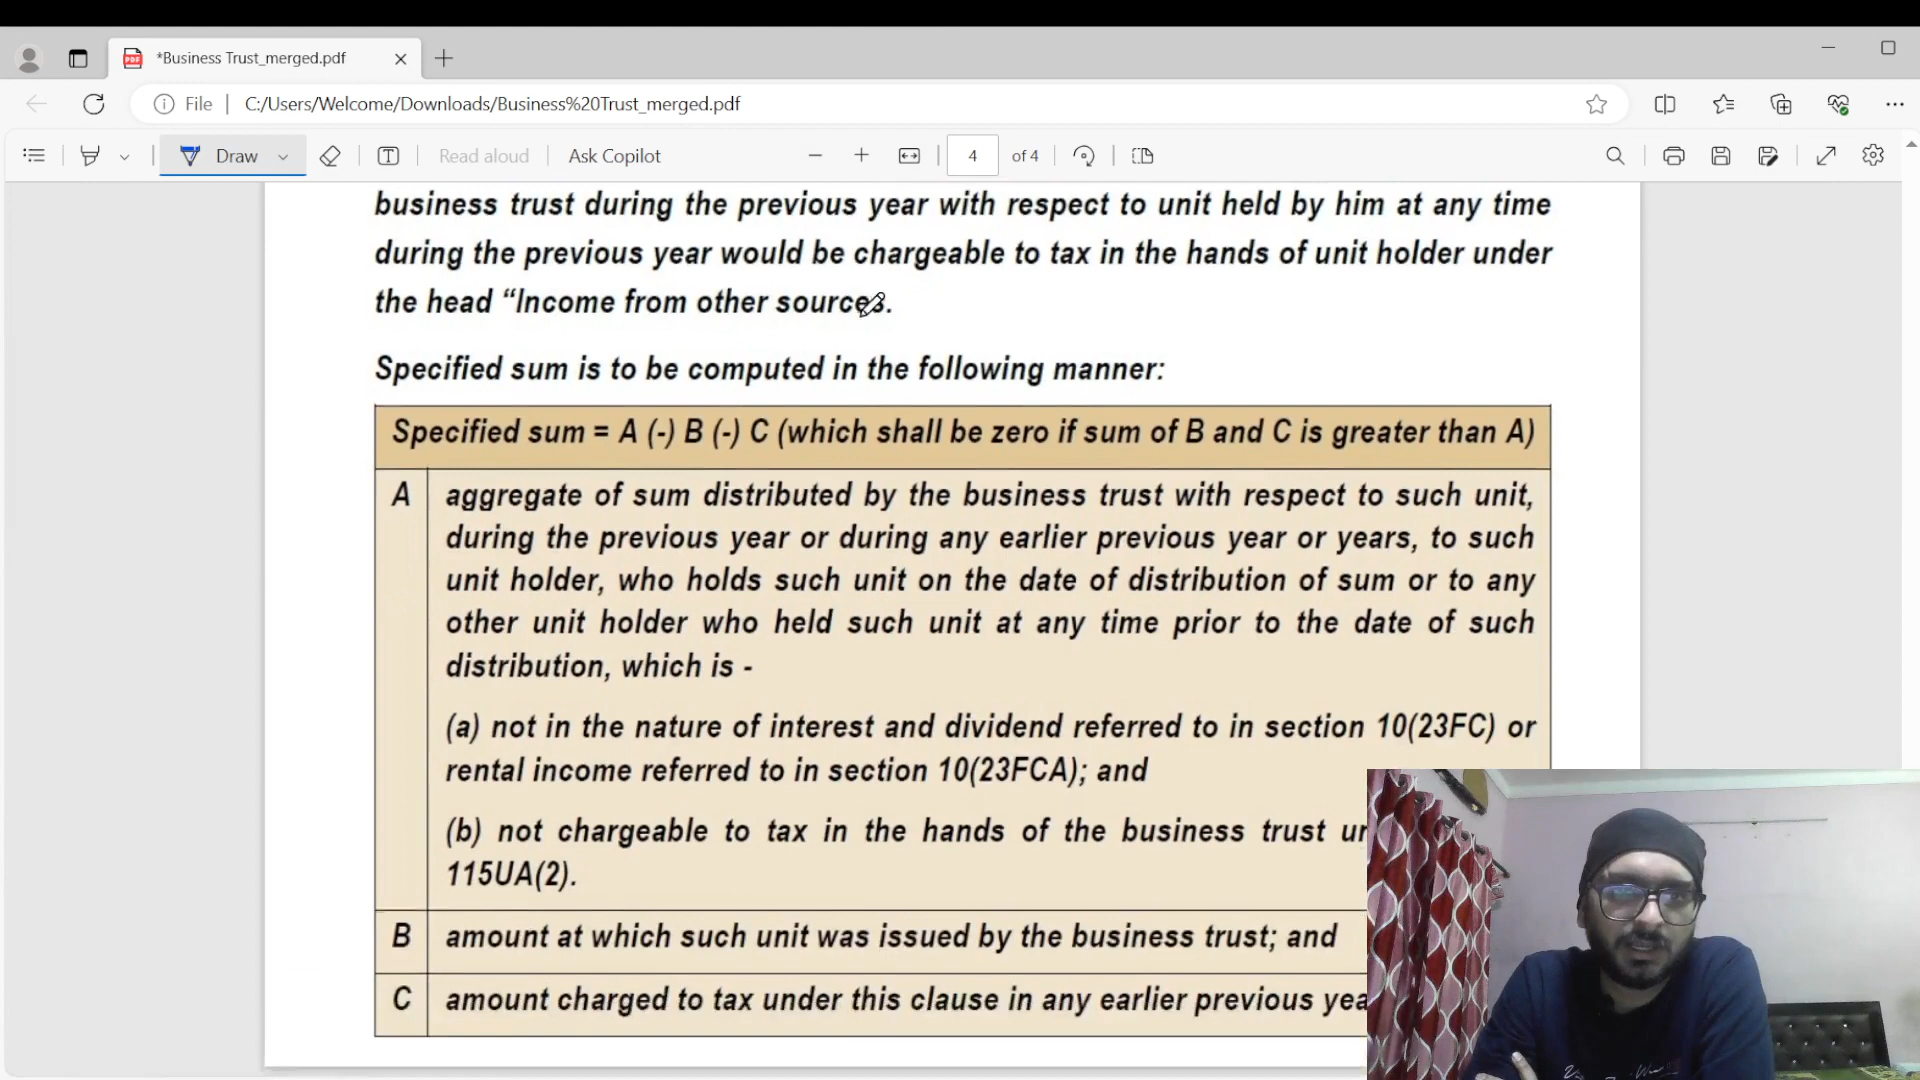 *Business Trust_merged.pdf
File
C:/Users/Welcome/Downloads/Business%20Trust_merged.pdf
Draw
Read aloud
Ask Copilot
4
of 4
business trust during the previous year with respect to unit held by him at any time
during the previous year would be chargeable to tax in the hands of unit holder under
the head “Income from other sources.
Specified sum is to be computed in the following manner:
Specified sum = A (-) B (-) C (which shall be zero if sum of B and C is greater than A)
A
aggregate of sum distributed by the business trust with respect to such unit,
during the previous year or during any earlier previous year or years, to such
unit holder, who holds such unit on the date of distribution of sum or to any
other unit holder who held such unit at any time prior to the date of such
distribution, which is -
(a) not in the nature of interest and dividend referred to in section 10(23FC) or
rental income referred to in section 10(23FCA); and
(b) not chargeable to tax in the hands of the business trust
115UA(2).
B
amount at which such unit was issued by the business trust; and
C
amount charged to tax under this clause in any earlier previous